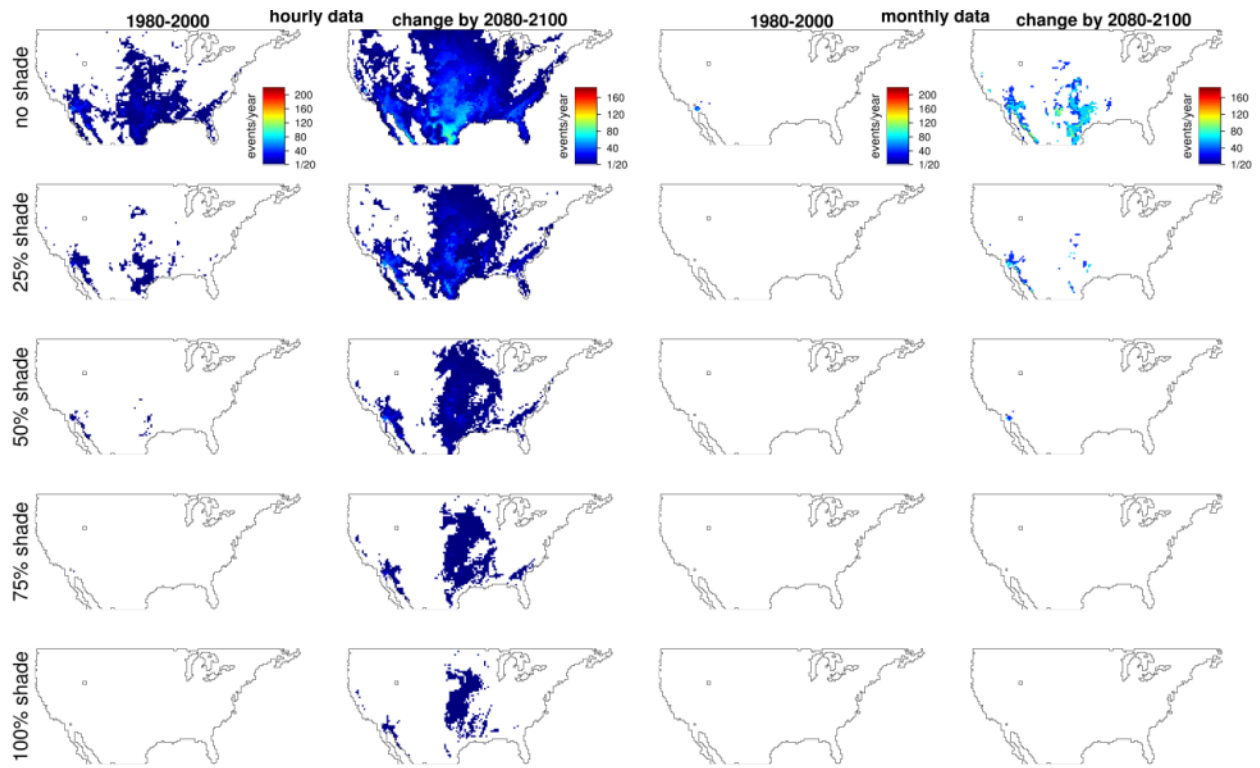 hourly data
monthly data
1980-2000
change by 2080-2100
1980-2000
change by 2080-2100
no shade
events/year
200
160
120
80
40
1/20
events/year
160
120
80
40
1/20
events/year
200
160
120
80
40
1/20
events/year
160
120
80
40
1/20
25% shade
50% shade
75% shade
100% shade